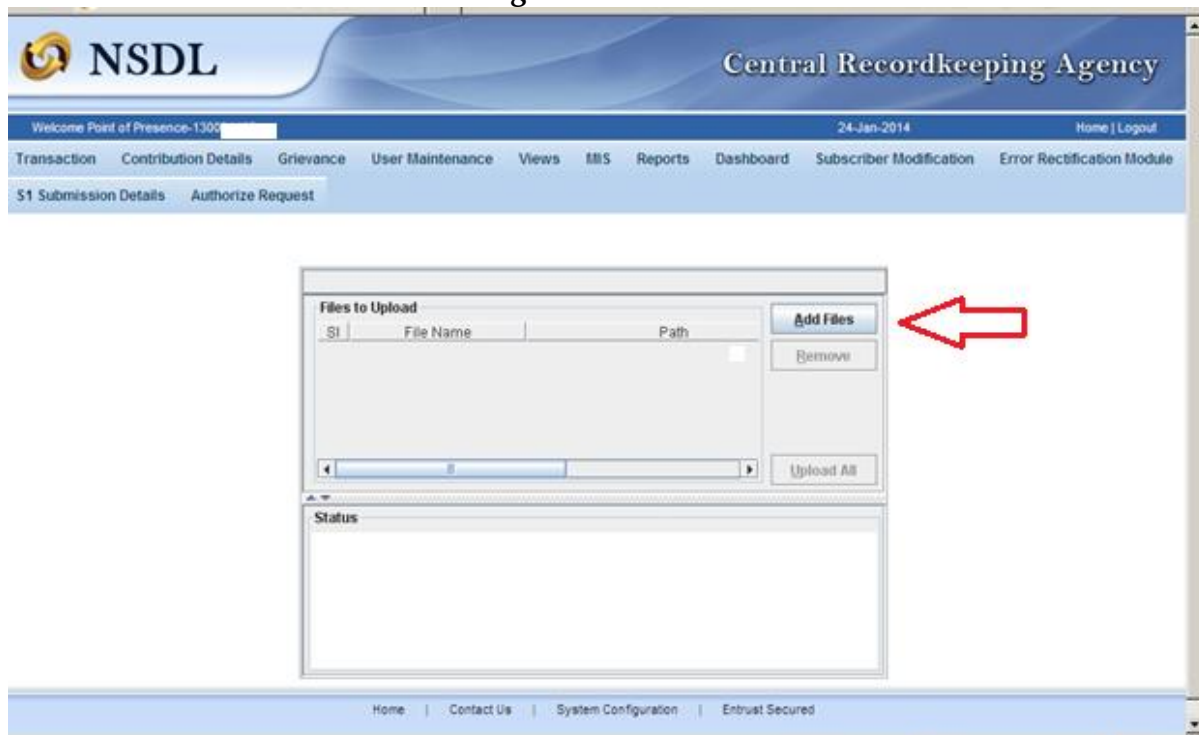 NSDL
Central Recordkeeping Agency
Welcome Point of Presence-1300
24-Jan-2014
Home | Logout
Transaction Contribution Details Grievance User Maintenance Views MIS Reports Dashboard Subscriber Modification Error Rectification Module
S1 Submission Details Authorize Request
Files to Upload
Sl File Name Path
Add Files
Remove
Upload All
Status
Home | Contact Us | System Configuration | Entrust Secured